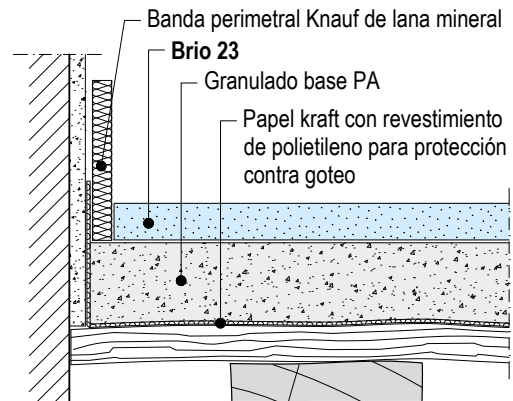 Banda perimetral Knauf de lana mineral
Brio 23
Granulado base PA
Papel kraft con revestimiento
de polietileno para protección
contra goteo